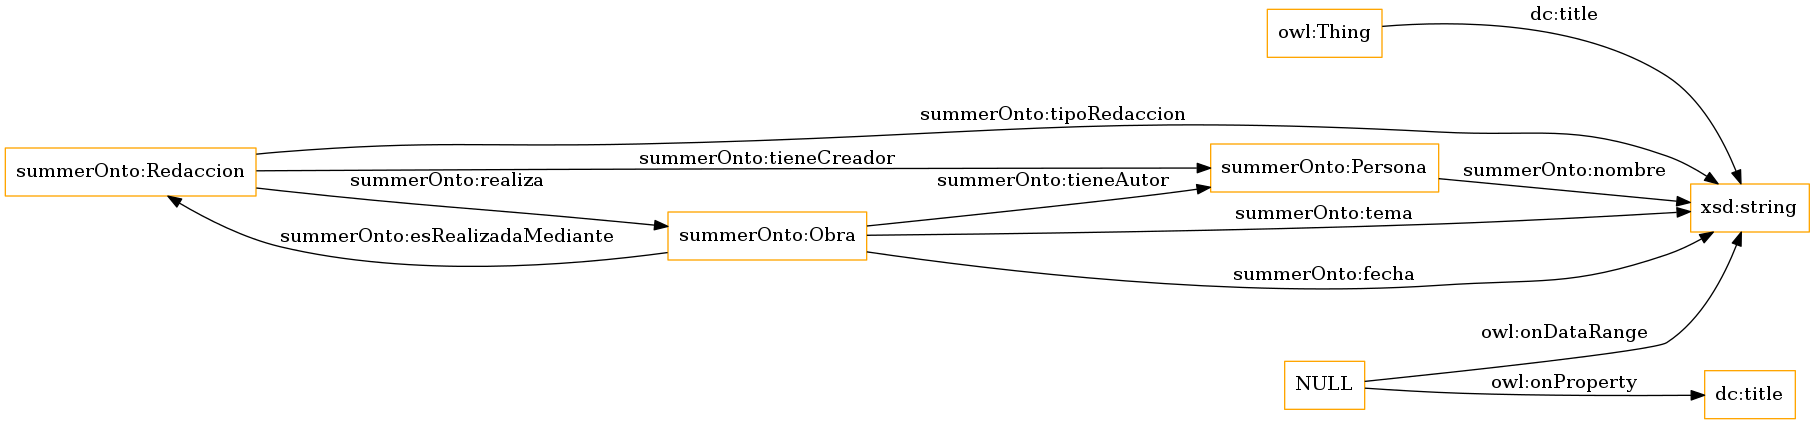 dc:title
owl:Thing
summerOnto:tipoRedaccion
summerOnto:tieneCreador
summerOnto:Redaccion
summerOnto:Persona
summerOnto:nombre
summerOnto:realiza
summerOnto:tieneAutor
xsd:string
summerOnto:tema
summerOnto:esRealizadaMediante
summerOnto:Obra
summerOnto:fecha
owl:onDataRange
NULL
owl:onProperty
dc:title